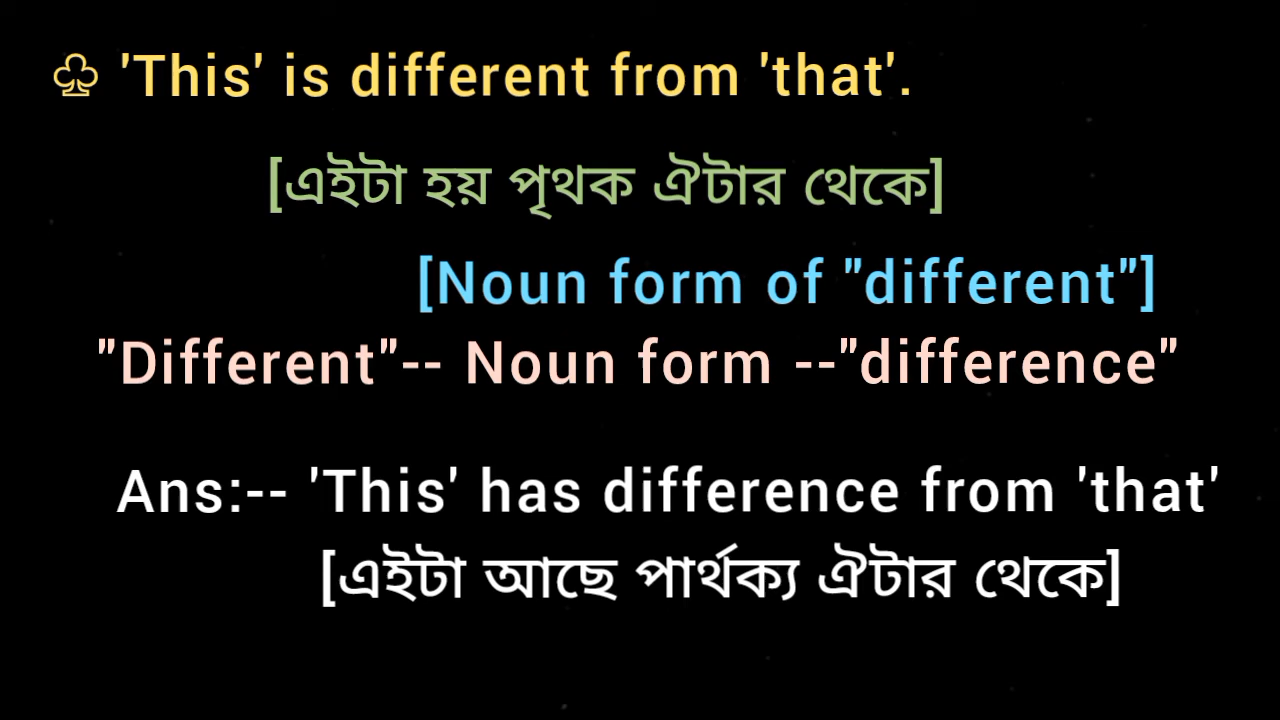 ♧ 'This' is different from 'that'.
[এইটা হয় পৃথক ঐটার থেকে]
[Noun form of "different"]
"Different"-- Noun form --"difference"
Ans:-- 'This' has difference from 'that'
[এইটা আছে পার্থক্য ঐটার থেকে]